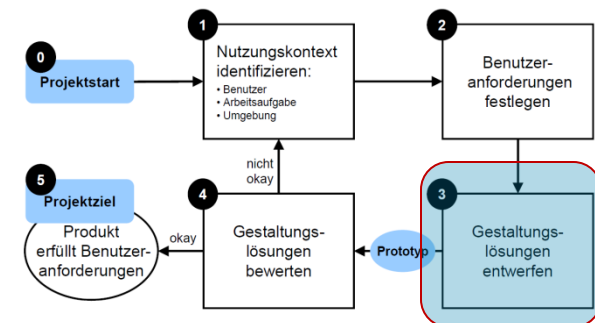 0
Projektstart
1
Nutzungskontext
identifizieren:
• Benutzer
• Arbeitsaufgabe
• Umgebung
2
Benutzer-
anforderungen
festlegen
3
Gestaltungs-
lösungen
entwerfen
Prototyp
4
Gestaltungs-
lösungen
bewerten
nicht
okay
okay
5
Projektziel
Produkt
erfüllt Benutzer-
anforderungen